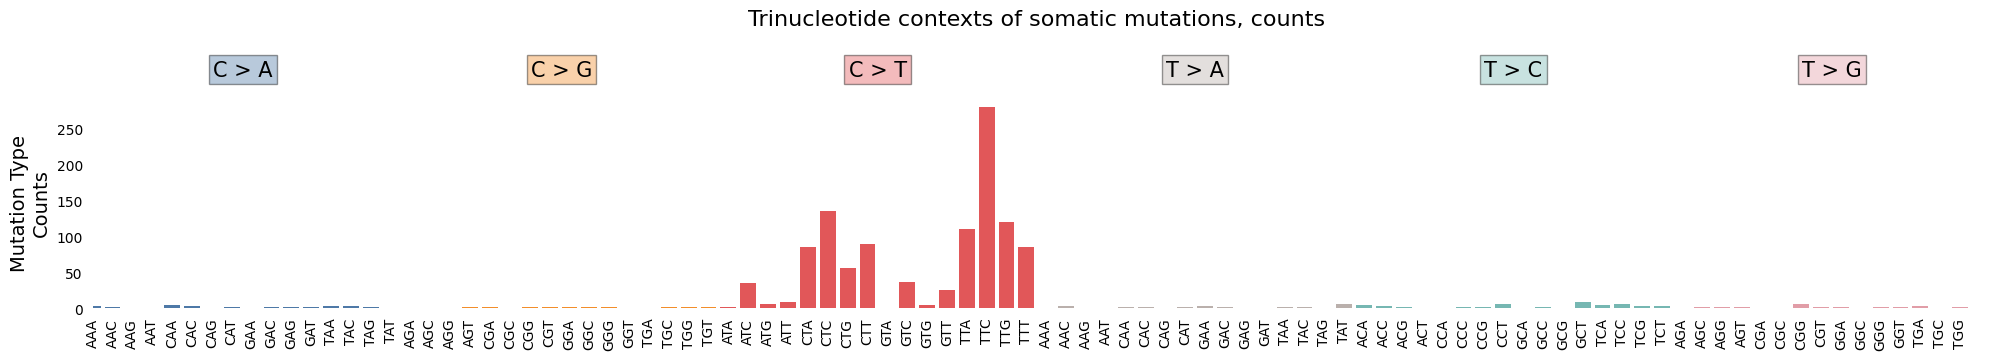 Trinucleotide contexts of somatic mutations, counts
C > A C > G C > T T > A T > C T > G
Mutation Type
Counts
250
200
150
100
50
0
AAA AAC AAG AAT CAA CAC CAG CAT GAA GAC GAG GAT TAA TAC TAG TAT AGA AGC AGG AGT CGA CGC CGG CGT GGA GGC GGG GGT TGA TGC TGG TGT ATA ATC ATG ATT CTA CTC CTG CTT GTA GTC GTG GTT TTA TTC TTG TTT AAA AAC AAG AAT CAA CAC CAG CAT GAA GAC GAG GAT TAA TAC TAG TAT ACA ACC ACG ACT CCA CCC CCG CCT GCA GCC GCG GCT TCA TCC TCG TCT AGA AGC AGG AGT CGA CGC CGG CGT GGA GGC GGG GGT TGA TGC TGG